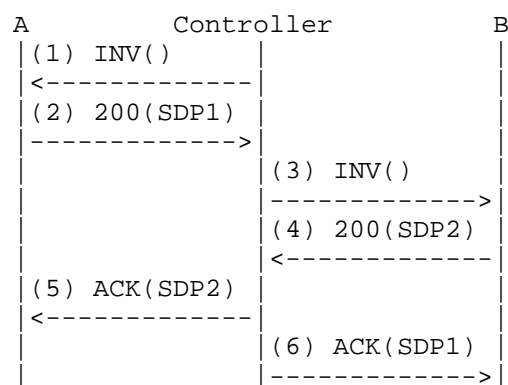 A Controller B
(1) INV()
<-------------
(2) 200(SDP1)
------------->
(3) INV()
------------->
(4) 200(SDP2)
<-------------
(5) ACK(SDP2)
<-------------
(6) ACK(SDP1)
------------->